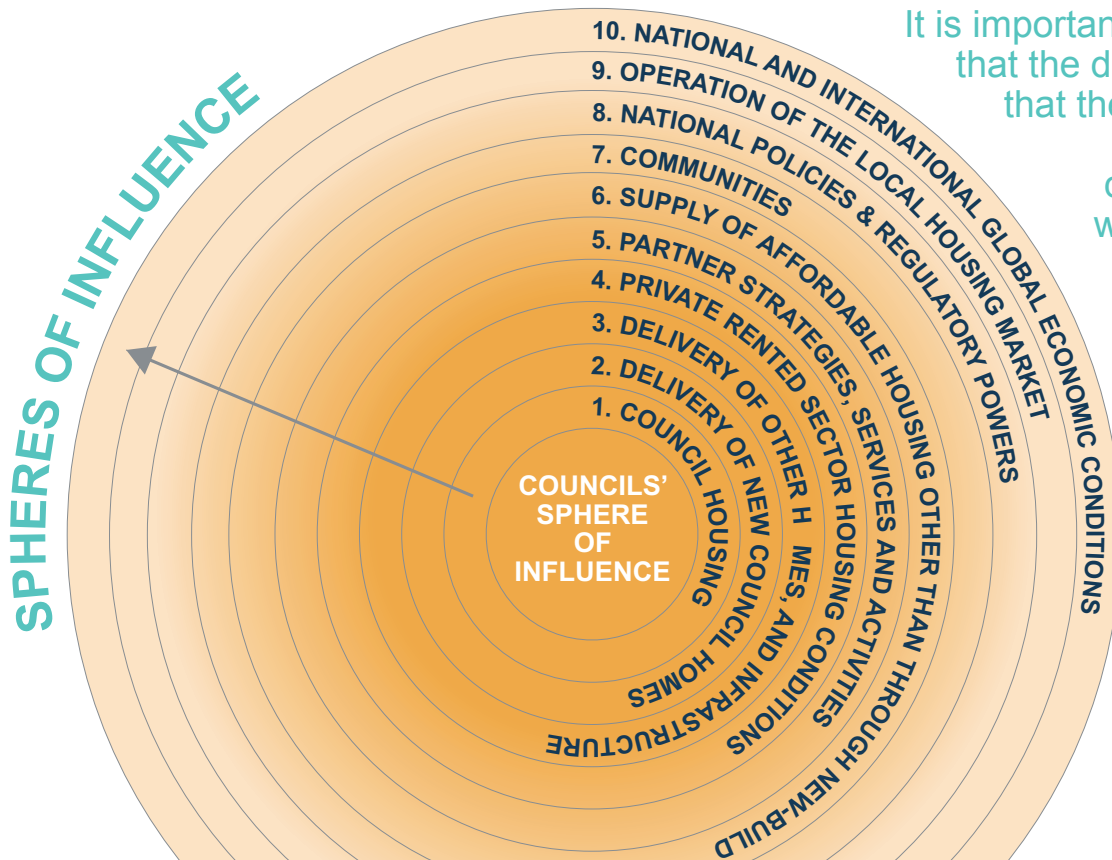 It is importan
that the d
that the
SPHERES OF INFLUENCE
10. NATIONAL AND INTERNATIONAL GLOBAL ECONOMIC CONDITIONS
9. OPERATION OF THE LOCAL HOUSING MARKET
8. NATIONAL POLICIES & REGULATORY POWERS
7. COMMUNITIES
6. SUPPLY OF AFFORDABLE HOUSING OTHER THAN THROUGH NEW-BUILD
5. PARTNER STRATEGIES, SERVICES AND ACTIVITIES
4. PRIVATE RENTED SECTOR HOUSING CONDITIONS
3. DELIVERY OF OTHER H MES, AND INFRASTRUCTURE
2. DELIVERY OF NEW COUNCIL HOMES
1. COUNCIL HOUSING
COUNCILS'
SPHERE
OF
INFLUENCE